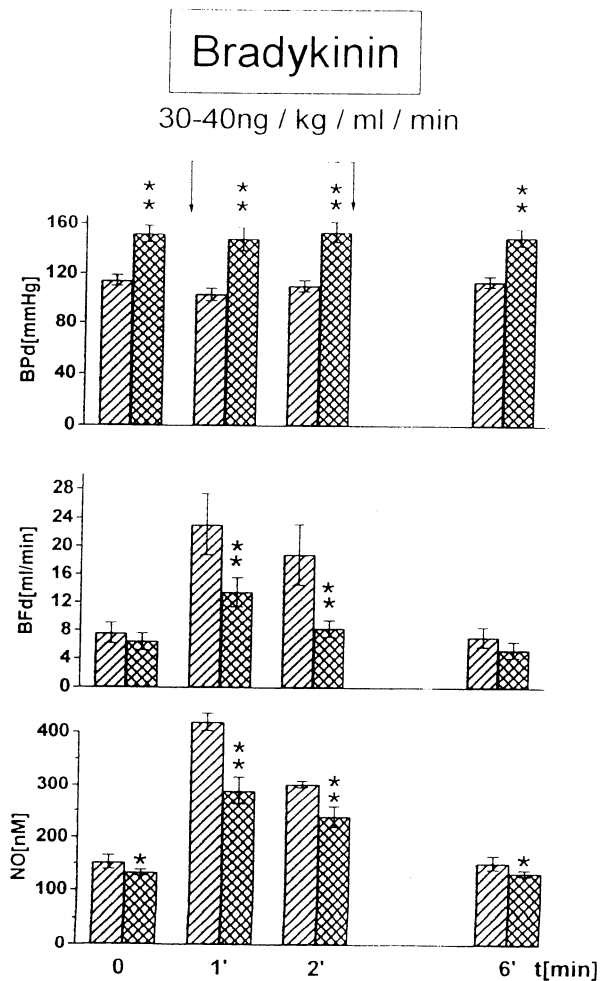 Bradykinin
30-40ng / kg / ml / min
** ** ** **
160
120
80
40
0
BPd[mmHg]
28
24
20
16
12
8
4
0
BFd[ml/min]
** **
400
300
200
100
0
NO[nM]
* ** ** *
0 1' 2' 6' t[min]